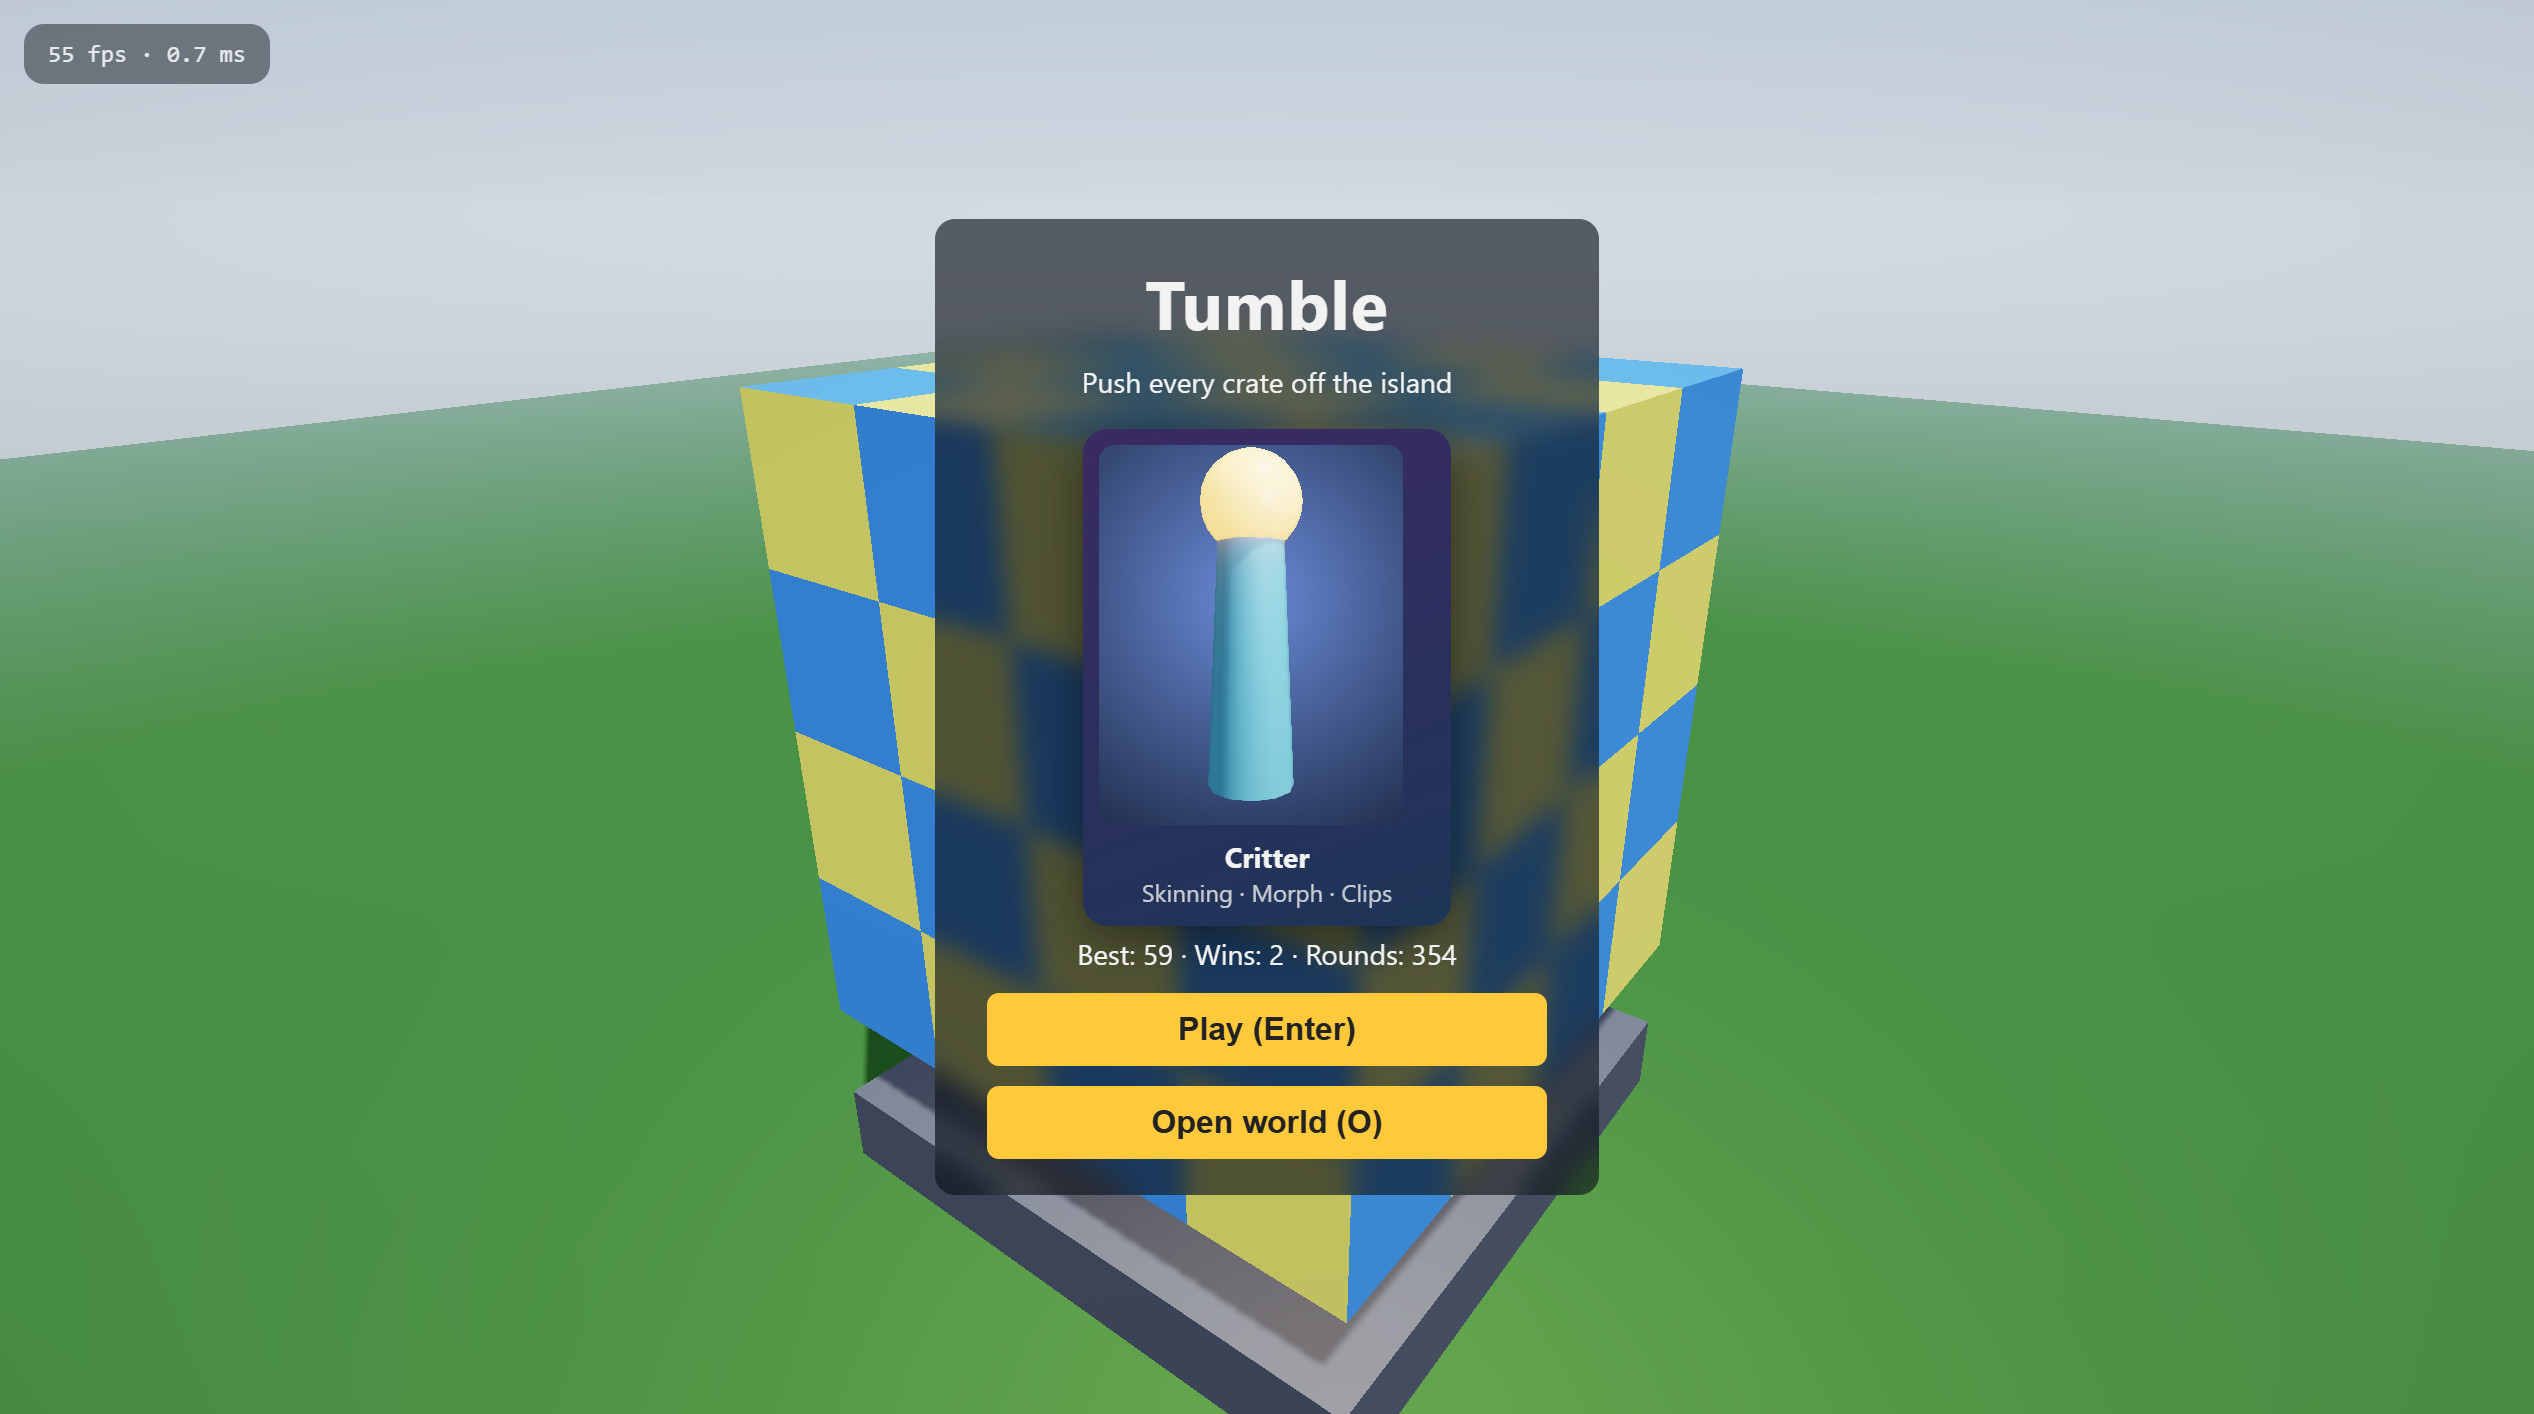 55 fps · 0.7 ms
Tumble
Push every crate off the island
Critter
Skinning · Morph · Clips
Best: 59 · Wins: 2 · Rounds: 354
Play (Enter)
Open world (O)